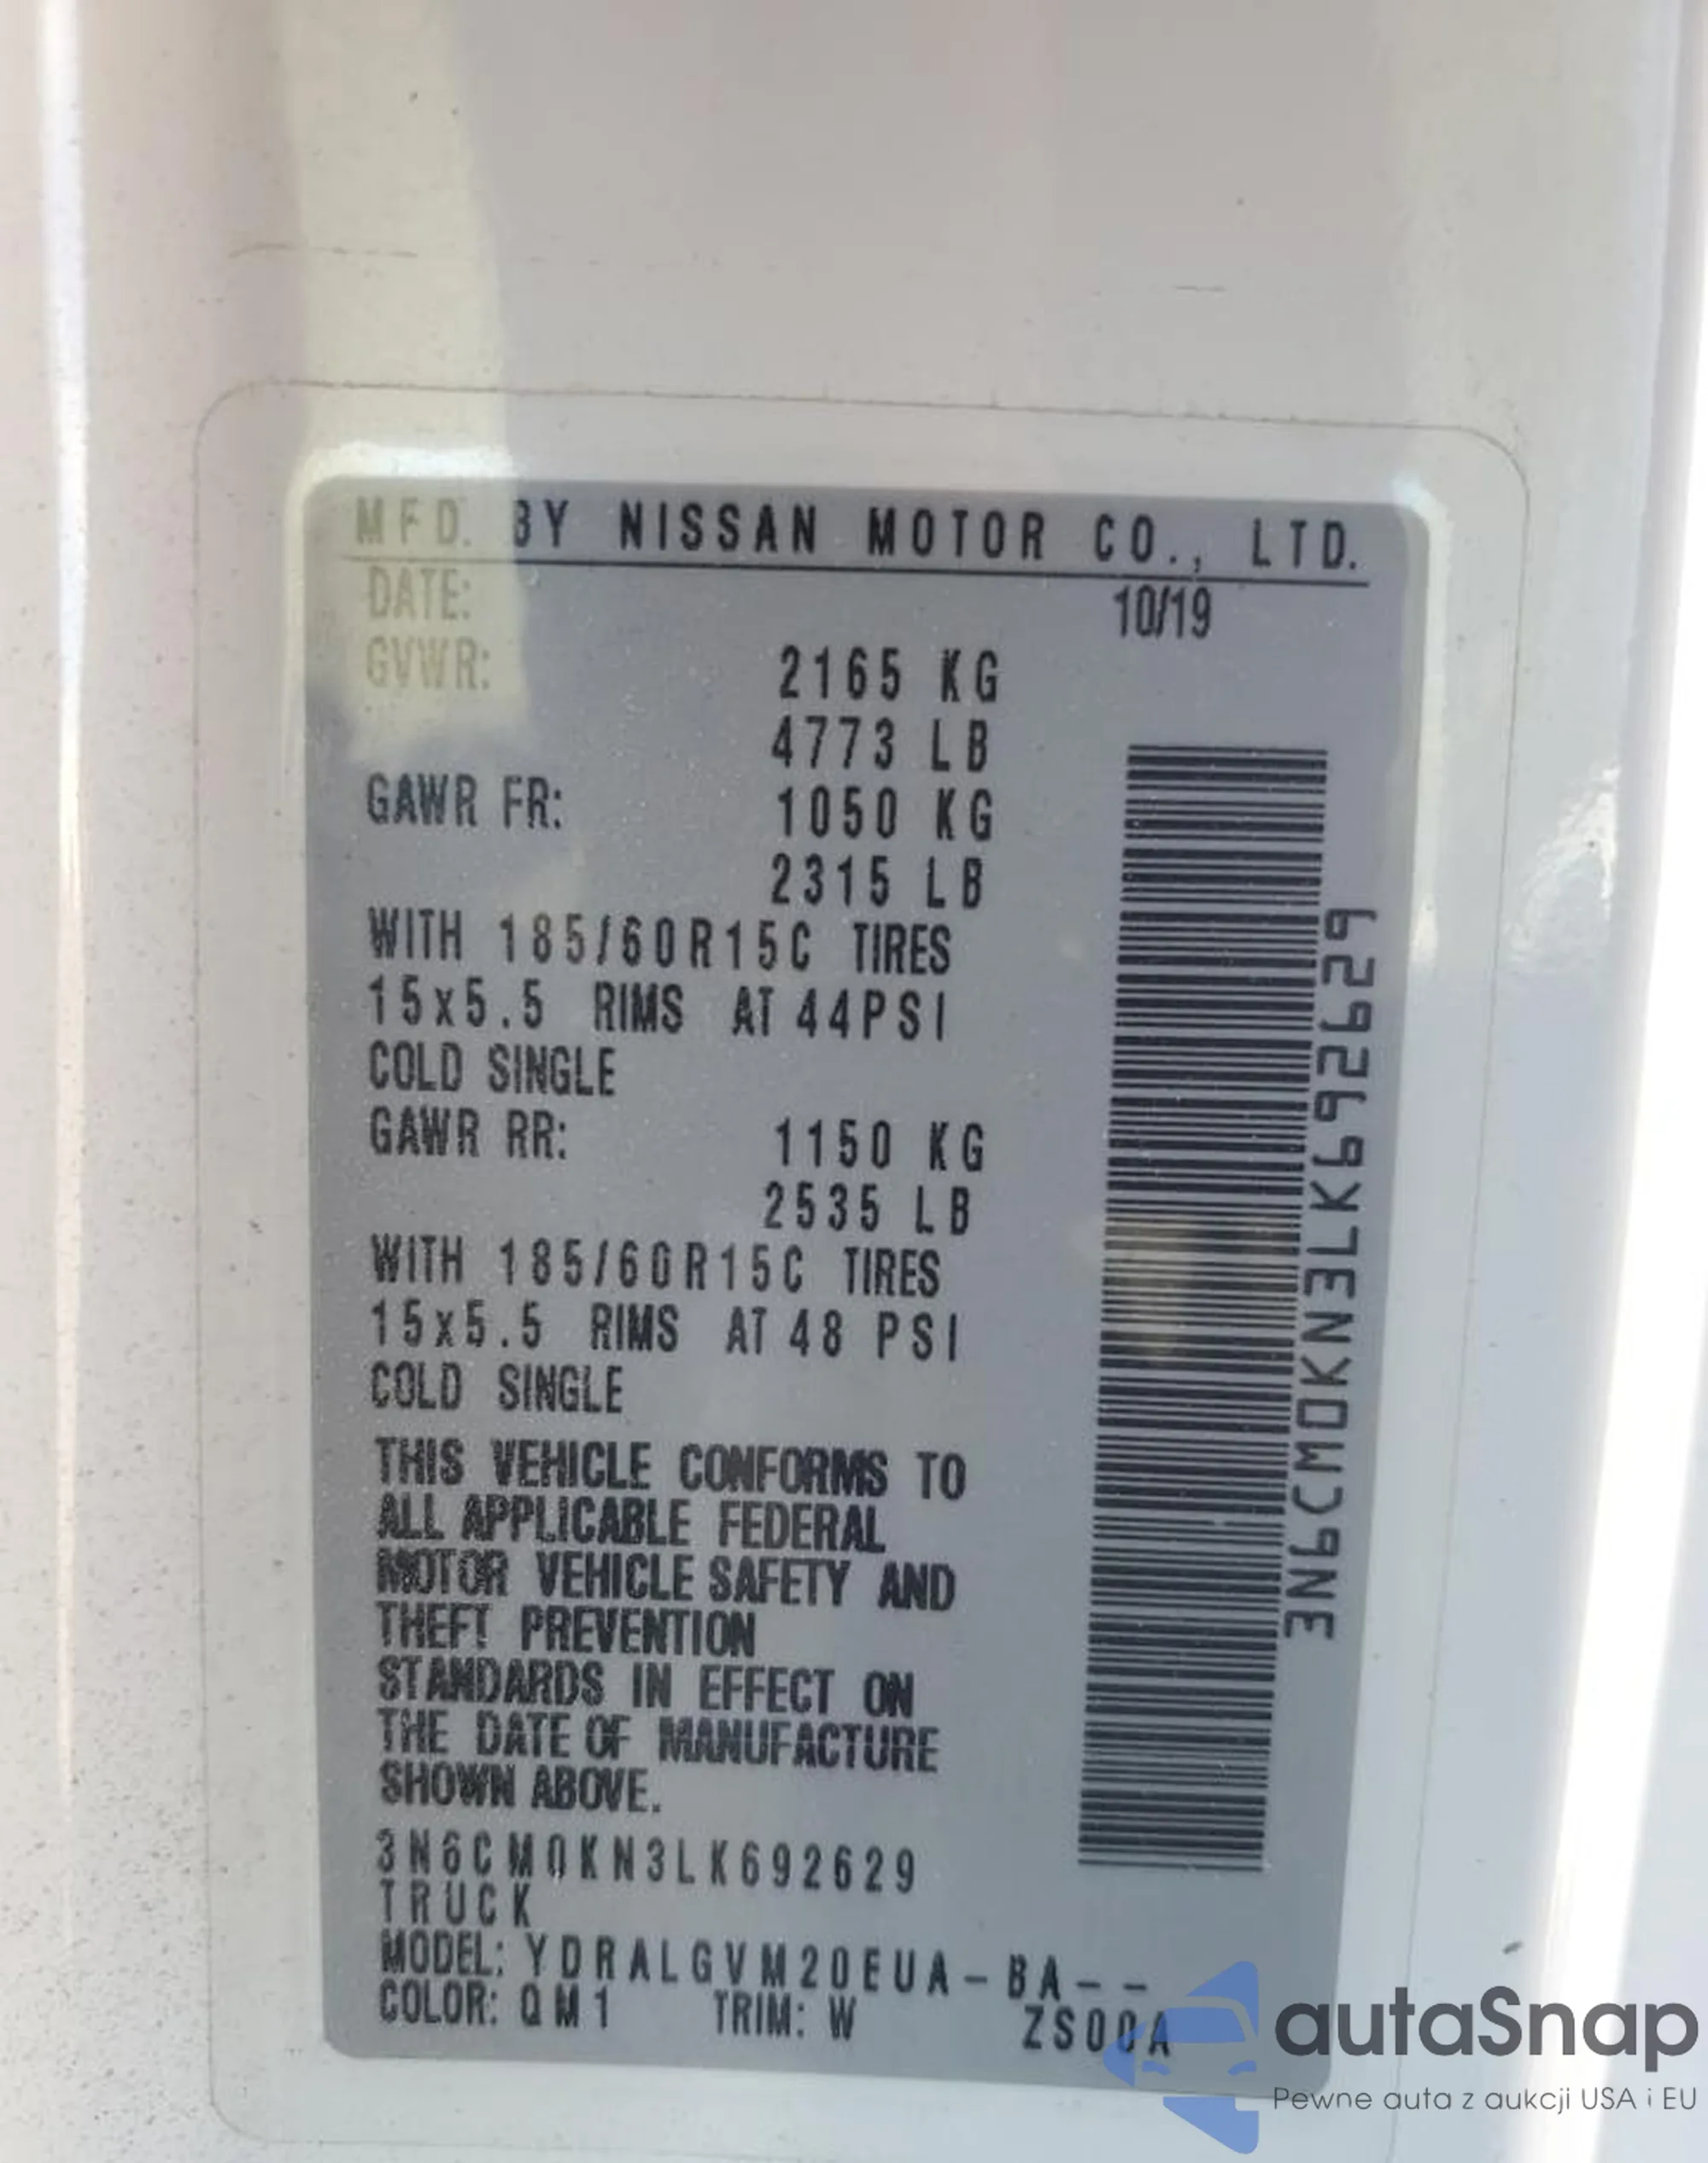 MFD. BY NISSAN MOTOR CO., LTD.
DATE: 10/19
GVWR: 2165 KG
4773 LB
GAWR FR: 1050 KG
2315 LB
WITH 185/60R15C TIRES
15x5.5 RIMS AT 44PSI
COLD SINGLE
GAWR RR: 1150 KG
2535 LB
WITH 185/60R15C TIRES
15x5.5 RIMS AT 48 PSI
COLD SINGLE
THIS VEHICLE CONFORMS TO
ALL APPLICABLE FEDERAL
MOTOR VEHICLE SAFETY AND
THEFT PREVENTION
STANDARDS IN EFFECT ON
THE DATE OF MANUFACTURE
SHOWN ABOVE.
3N6CM0KN3LK692629
TRUCK
MODEL: YDRALGVM20EUA-BA--
COLOR: QM1 TRIM: W ZS00A
3N6CM0KN3LK692629
autaSnap
Pewne auta z aukcji USA i EU